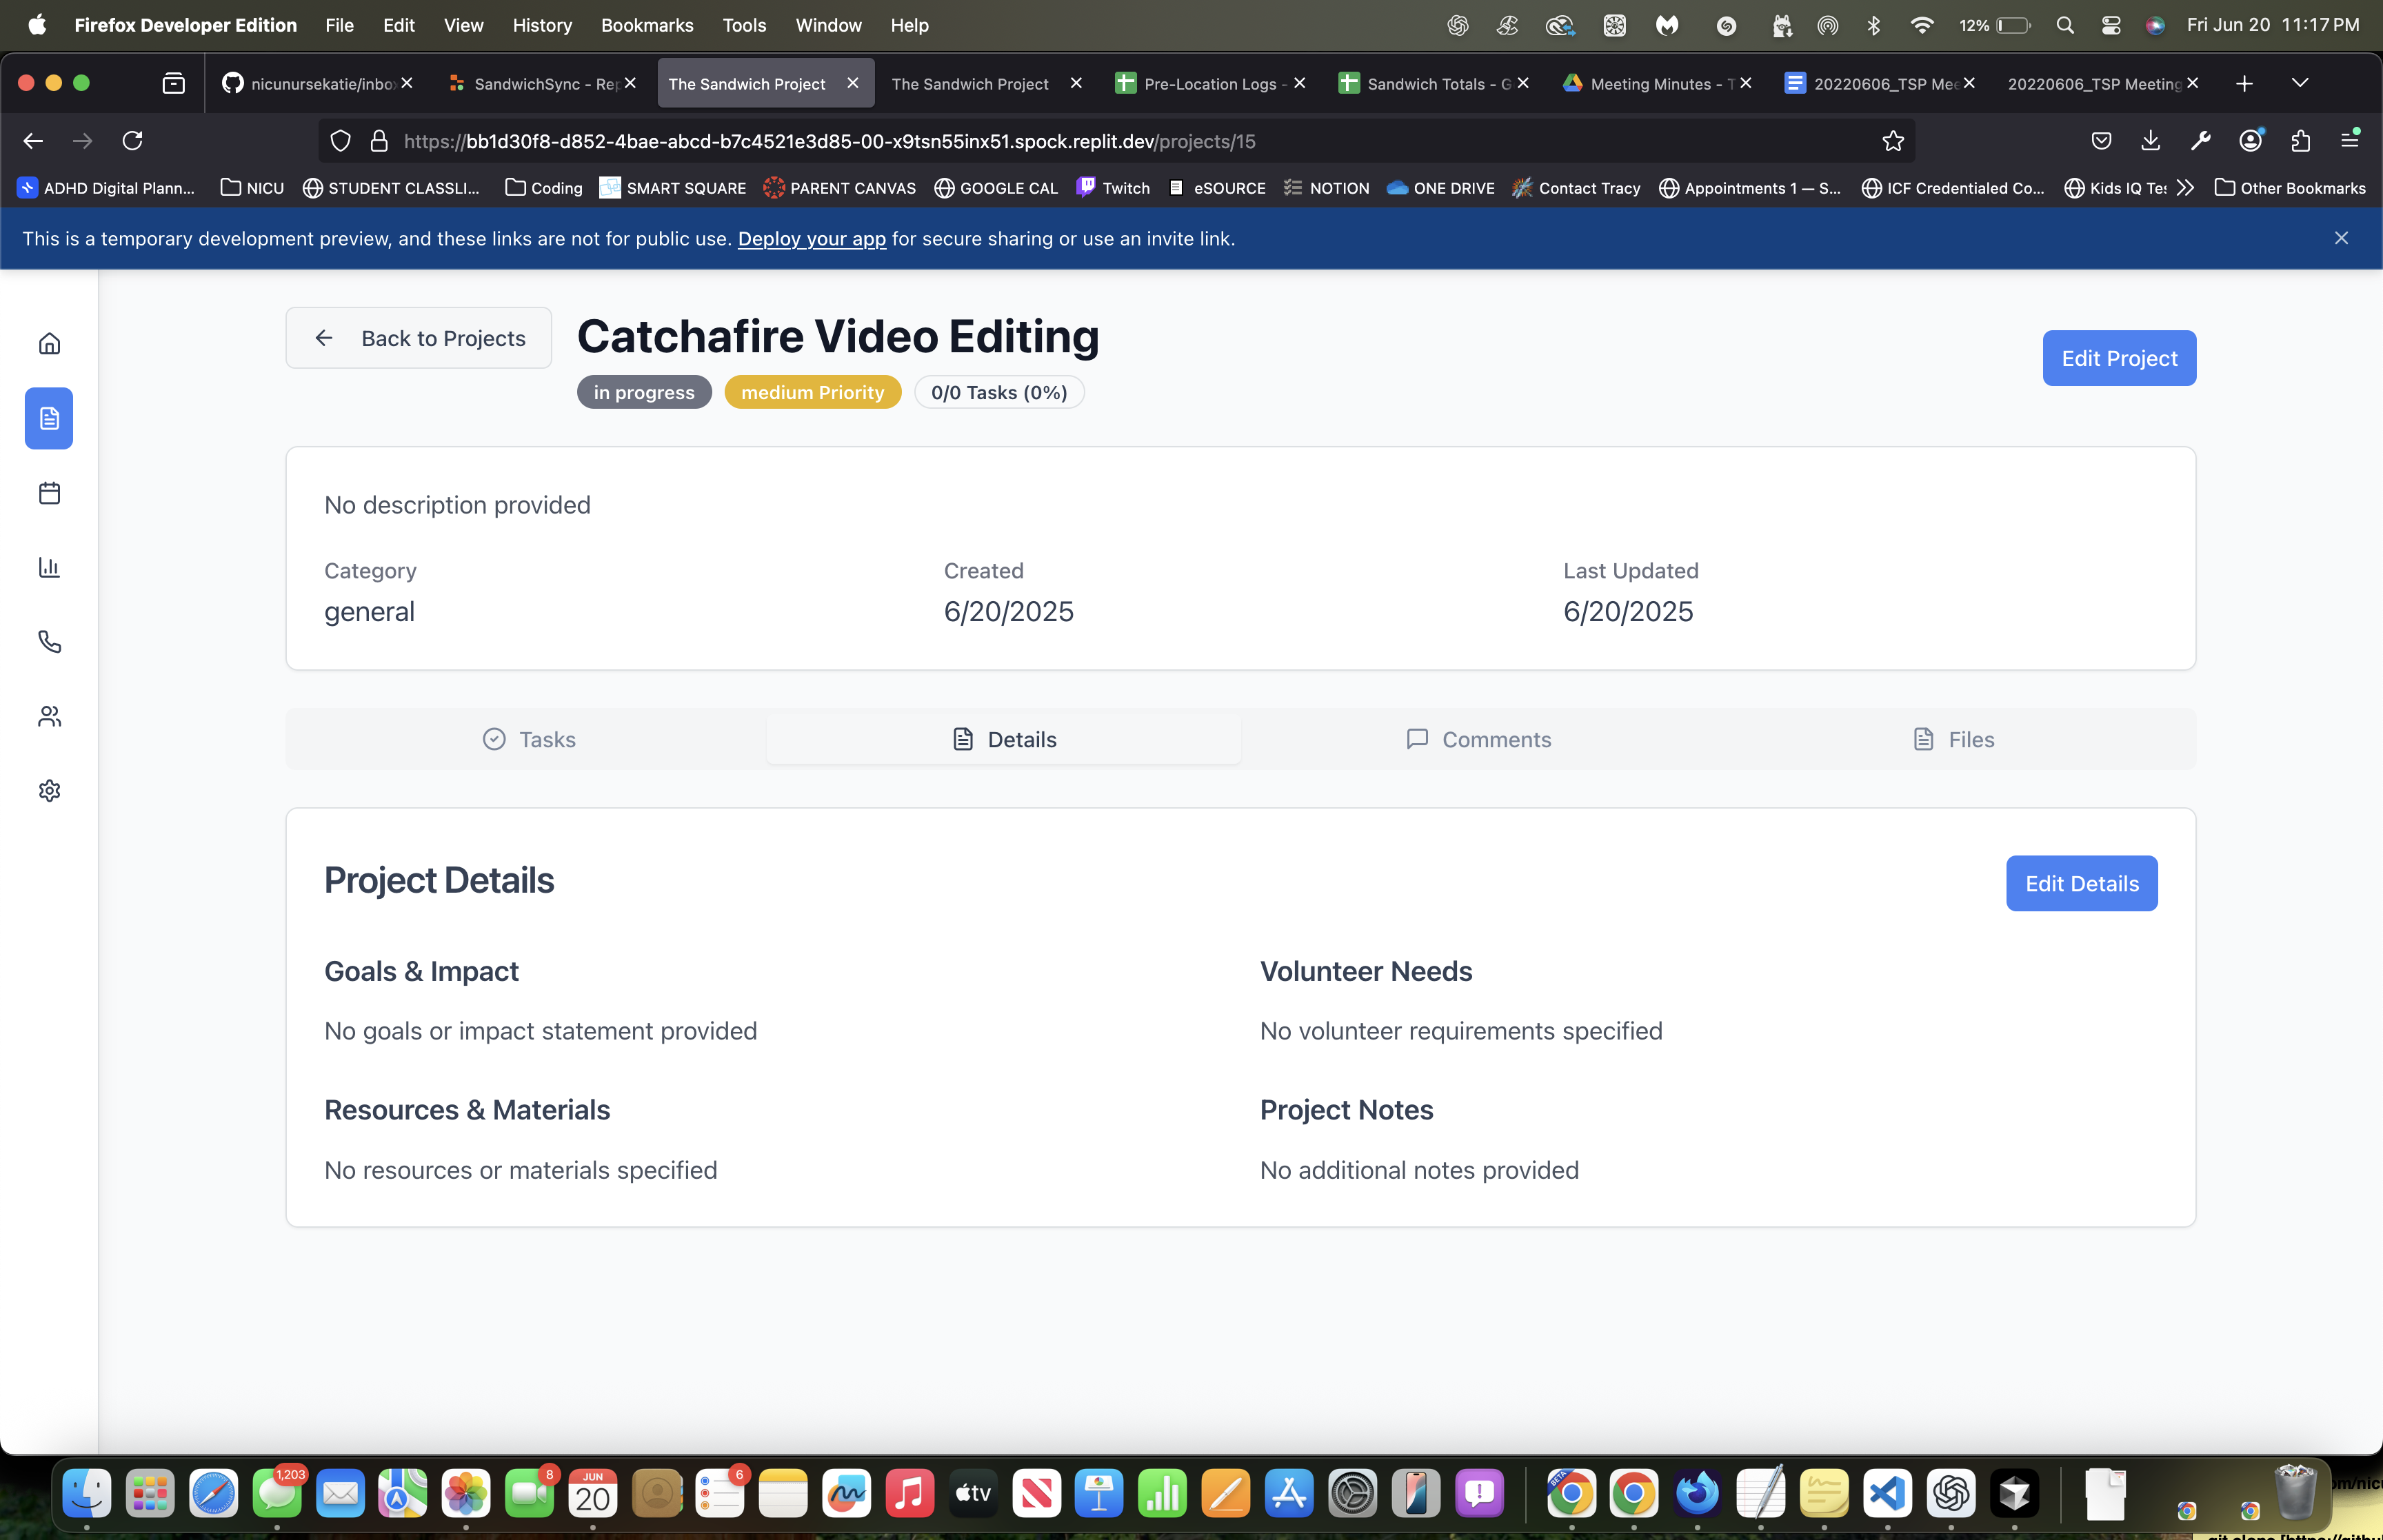 Firefox Developer Edition File Edit View History Bookmarks Tools Window Help 12% Fri Jun 20 11:17 PM
nicunursekatie/inbo SandwichSync - Rep The Sandwich Project The Sandwich Project Pre-Location Logs - Sandwich Totals - G Meeting Minutes - T 20220606_TSP Mee 20220606_TSP Meeting
https://bb1d30f8-d852-4bae-abcd-b7c4521e3d85-00-x9tsn55inx51.spock.replit.dev/projects/15
ADHD Digital Plann... NICU STUDENT CLASSLI... Coding SMART SQUARE PARENT CANVAS GOOGLE CAL Twitch eSOURCE NOTION ONE DRIVE Contact Tracy Appointments 1 — S... ICF Credentialed Co... Kids IQ Tes Other Bookmarks
This is a temporary development preview, and these links are not for public use. Deploy your app for secure sharing or use an invite link.
Back to Projects
Catchafire Video Editing
Edit Project
in progress medium Priority 0/0 Tasks (0%)
No description provided
Category Created Last Updated
general 6/20/2025 6/20/2025
Tasks Details Comments Files
Project Details
Edit Details
Goals & Impact Volunteer Needs
No goals or impact statement provided No volunteer requirements specified
Resources & Materials Project Notes
No resources or materials specified No additional notes provided
1,203 8 JUN 20 6 tv BETA